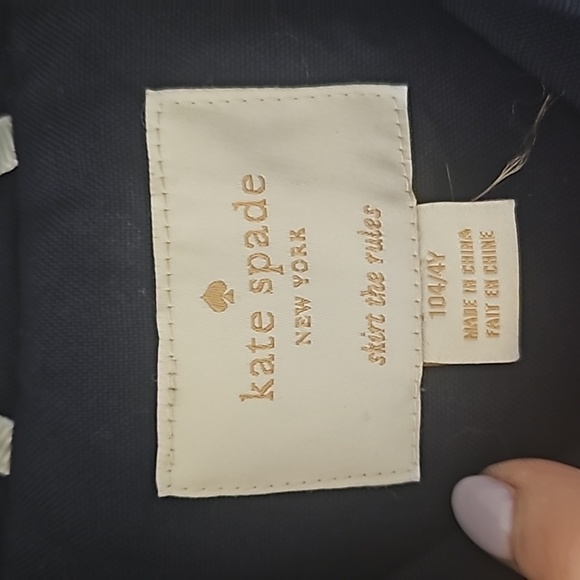 kate spade
NEW YORK
skirt the rules
104/4Y
MADE IN CHINA
FAIT EN CHINE